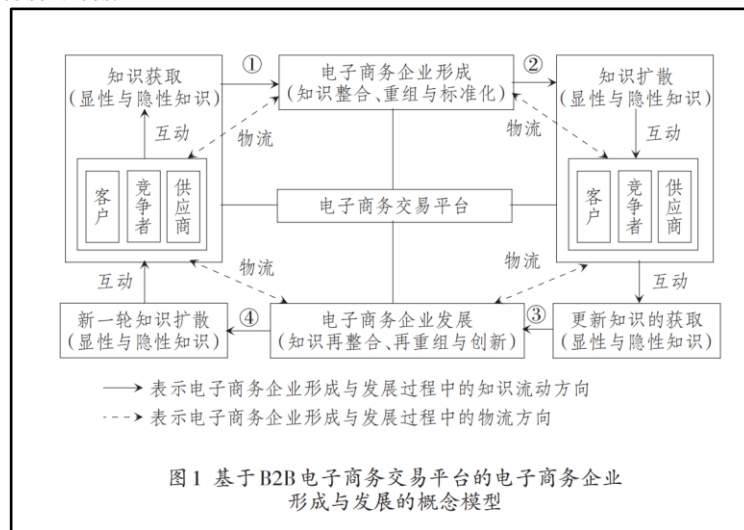 知识获取
(显性与隐性知识)
①
电子商务企业形成
(知识整合、重组与标准化)
②
知识扩散
(显性与隐性知识)
互动
物流
物流
互动
客户
竞争者
供应商
电子商务交易平台
客户
竞争者
供应商
互动
物流
物流
互动
新一轮知识扩散
(显性与隐性知识)
④
电子商务企业发展
(知识再整合、再重组与创新)
③
更新知识的获取
(显性与隐性知识)
表示电子商务企业形成与发展过程中的知识流动方向
表示电子商务企业形成与发展过程中的物流方向
图1 基于B2B电子商务交易平台的电子商务企业
形成与发展的概念模型